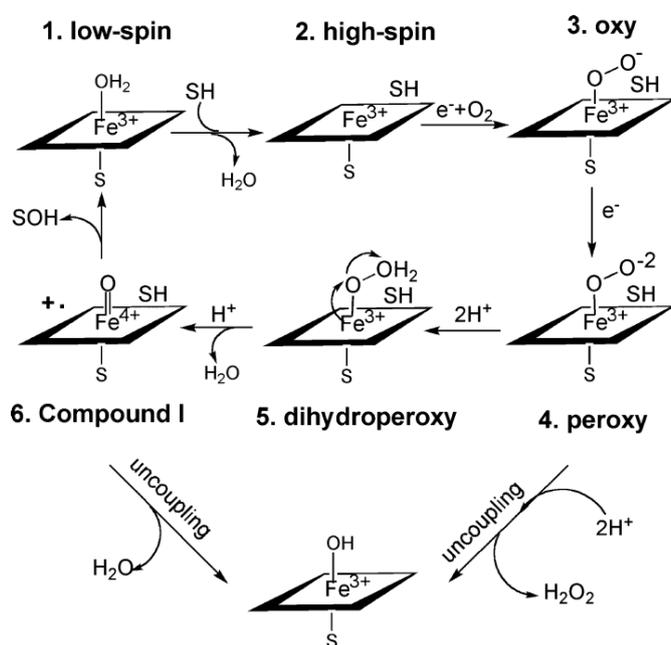 1. low-spin 2. high-spin 3. oxy
OH2 SH SH O O- SH
Fe3+ Fe3+ e-+O2 Fe3+
S H2O S S
SOH e-
O OH2 O-2
+. O SH H+ O SH 2H+ O SH
Fe4+ Fe3+ Fe3+
S H2O S S
6. Compound I 5. dihydroperoxy 4. peroxy
uncoupling uncoupling
2H+
H2O OH H2O2
Fe3+
S